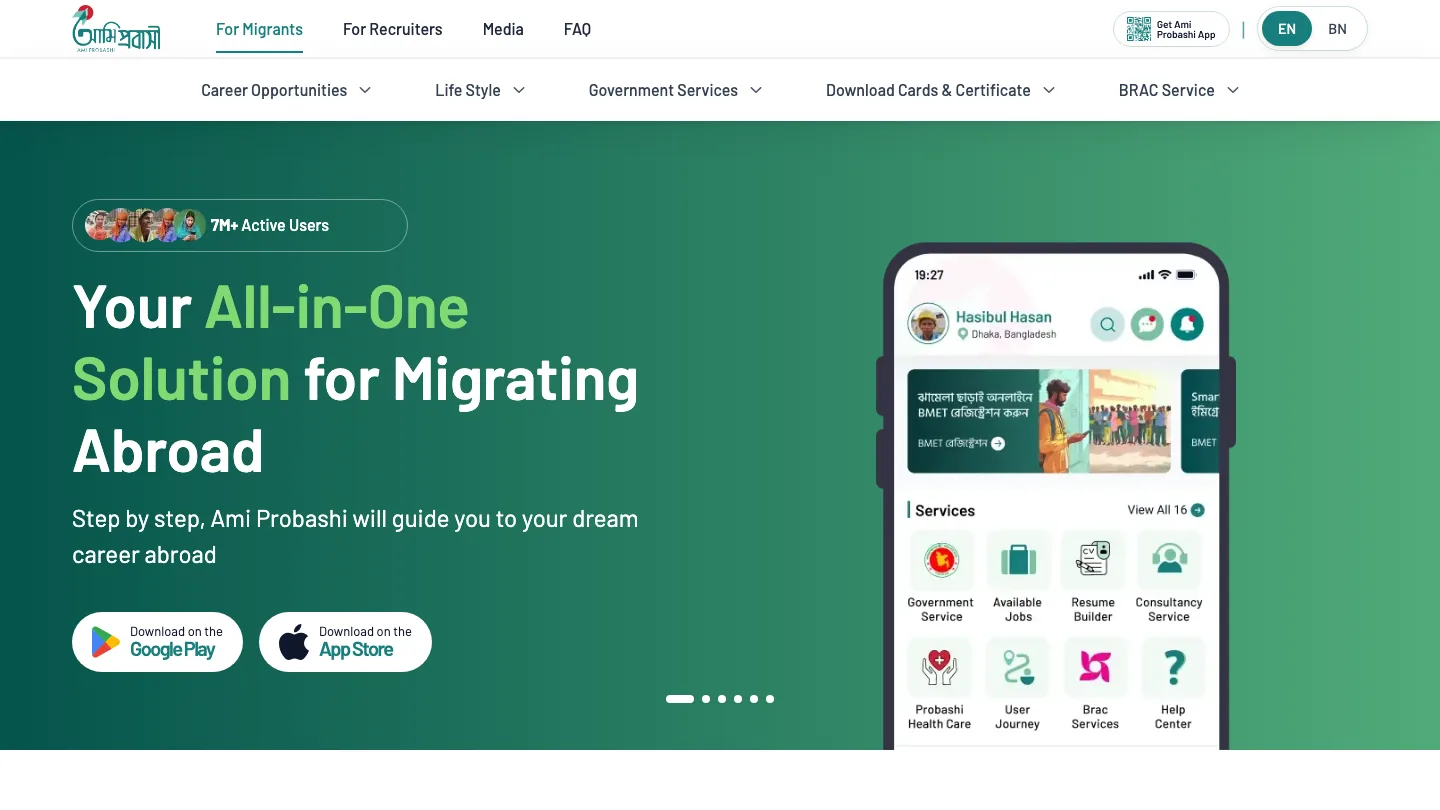 আমি প্রবাসী
AMI PROBASHI
For Migrants
For Recruiters
Media
FAQ
Get Ami
Probashi App
EN
BN
Career Opportunities
Life Style
Government Services
Download Cards & Certificate
BRAC Service
7M+ Active Users
Your All-in-One
Solution for Migrating
Abroad
Step by step, Ami Probashi will guide you to your dream
career abroad
Download on the
Google Play
Download on the
App Store
19:27
Hasibul Hasan
Dhaka, Bangladesh
ঝামেলা ছাড়াই অনলাইনে
BMET রেজিস্ট্রেশন করুন
BMET রেজিস্ট্রেশন
Smar
ইমিগ্রে
BMET
Services
View All 16
Government
Service
Available
Jobs
Resume
Builder
Consultancy
Service
CV
Probashi
Health Care
User
Journey
Brac
Services
Help
Center